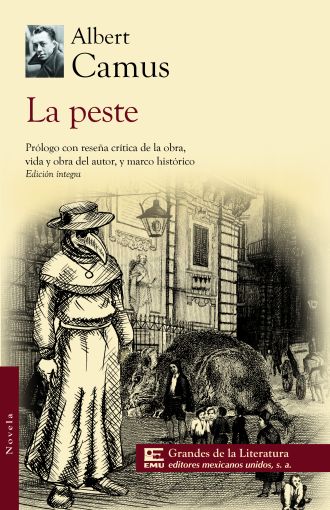 Albert
Camus
La peste
Prólogo con reseña crítica de la obra,
vida y obra del autor, y marco histórico
Edición íntegra
Novela
EMU
Grandes de la Literatura
editores mexicanos unidos, s. a.